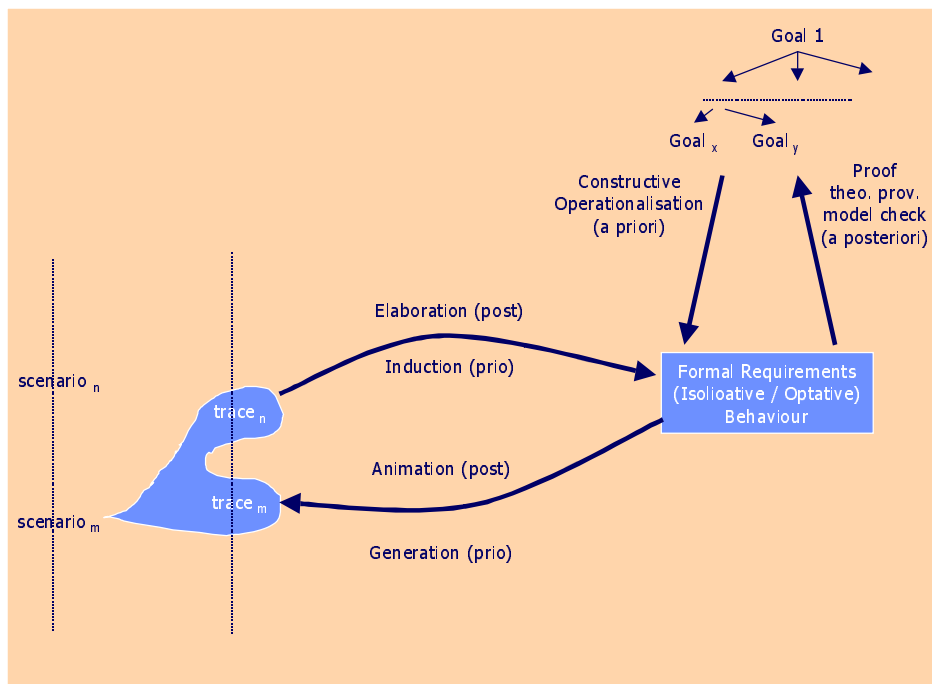 Goal 1
Goal x
Goal y
Constructive
Operationalisation
(a priori)
Proof
theo. prov.
model check
(a posteriori)
Elaboration (post)
Induction (prio)
Formal Requirements
(Isolioative / Optative)
Behaviour
scenario n
trace n
Animation (post)
trace m
scenario m
Generation (prio)